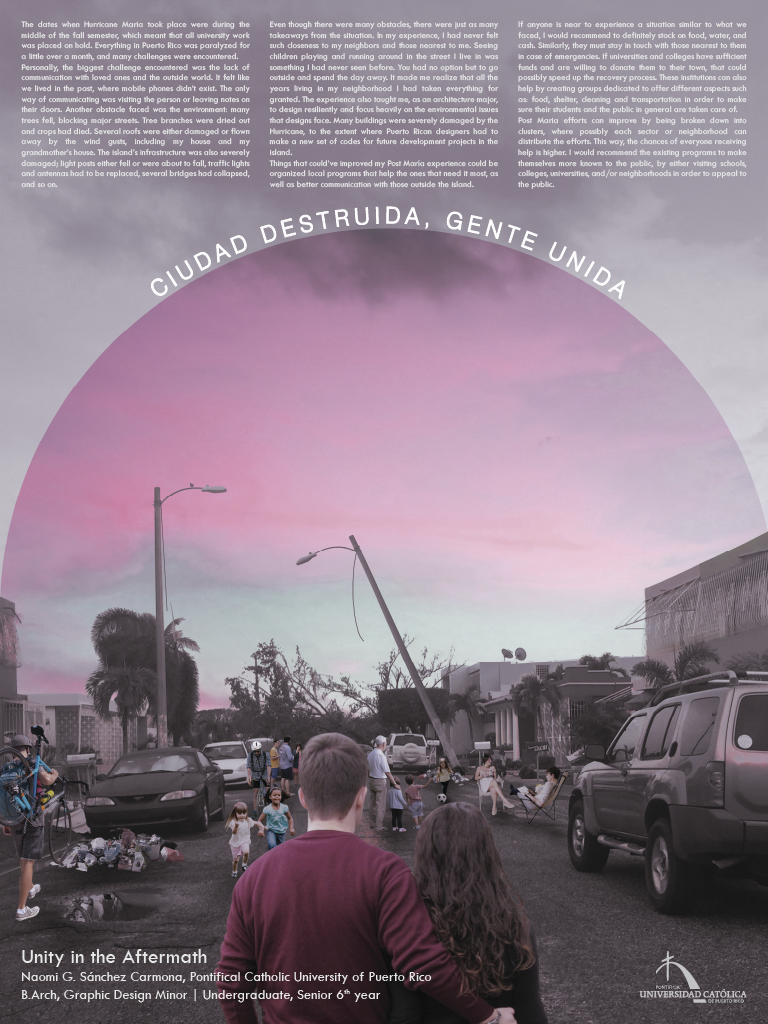 The dates when Hurricane Maria took place were during the
middle of the fall semester, which meant that all university work
was placed on hold. Everything in Puerto Rico was paralyzed for
a little over a month, and many challenges were encountered.
Personally, the biggest challenge encountered was the lack of
communication with loved ones and the outside world. It felt like
we lived in the past, where mobile phones didn't exist. The only
way of communicating was visiting the person or leaving notes on
their doors. Another obstacle faced was the environment: many
trees fell, blocking major streets. Tree branches were dried out
and crops had died. Several roofs were either damaged or flown
away by the wind gusts, including my house and my
grandmother's house. The island's infrastructure was also severely
damaged; light posts either fell or were about to fall, traffic lights
and antennas had to be replaced, several bridges had collapsed,
and so on.
Even though there were many obstacles, there were just as many
takeaways from the situation. In my experience, I had never felt
such closeness to my neighbors and those nearest to me. Seeing
children playing and running around in the street I live in was
something I had never seen before. You had no option but to go
outside and spend the day away. It made me realize that all the
years living in my neighborhood I had taken everything for
granted. The experience also taught me, as an architecture major,
to design resiliently and focus heavily on the environmental issues
that designs face. Many buildings were severely damaged by the
Hurricane, to the extent where Puerto Rican designers had to
make a new set of codes for future development projects in the
island.
Things that could've improved my Post Maria experience could be
organized local programs that help the ones that need it most, as
well as better communication with those outside the island.
If anyone is near to experience a situation similar to what we
faced, I would recommend to definitely stock on food, water, and
cash. Similarly, they must stay in touch with those nearest to them
in case of emergencies. If universities and colleges have sufficient
funds and are willing to donate them to their town, that could
possibly speed up the recovery process. These institutions can also
help by creating groups dedicated to offer different aspects such
as: food, shelter, cleaning and transportation in order to make
sure their students and the public in general are taken care of.
Post Maria efforts can improve by being broken down into
clusters, where possibly each sector or neighborhood can
distribute the efforts. This way, the chances of everyone receiving
help is higher. I would recommend the existing programs to make
themselves more known to the public, by either visiting schools,
colleges, universities, and/or neighborhoods in order to appeal to
the public.
CIUDAD DESTRUIDA, GENTE UNIDA
Unity in the Aftermath
Naomi G. Sánchez Carmona, Pontifical Catholic University of Puerto Rico
B.Arch, Graphic Design Minor | Undergraduate, Senior 6th year
PONTIFICIA
UNIVERSIDAD CATÓLICA
DE PUERTO RICO